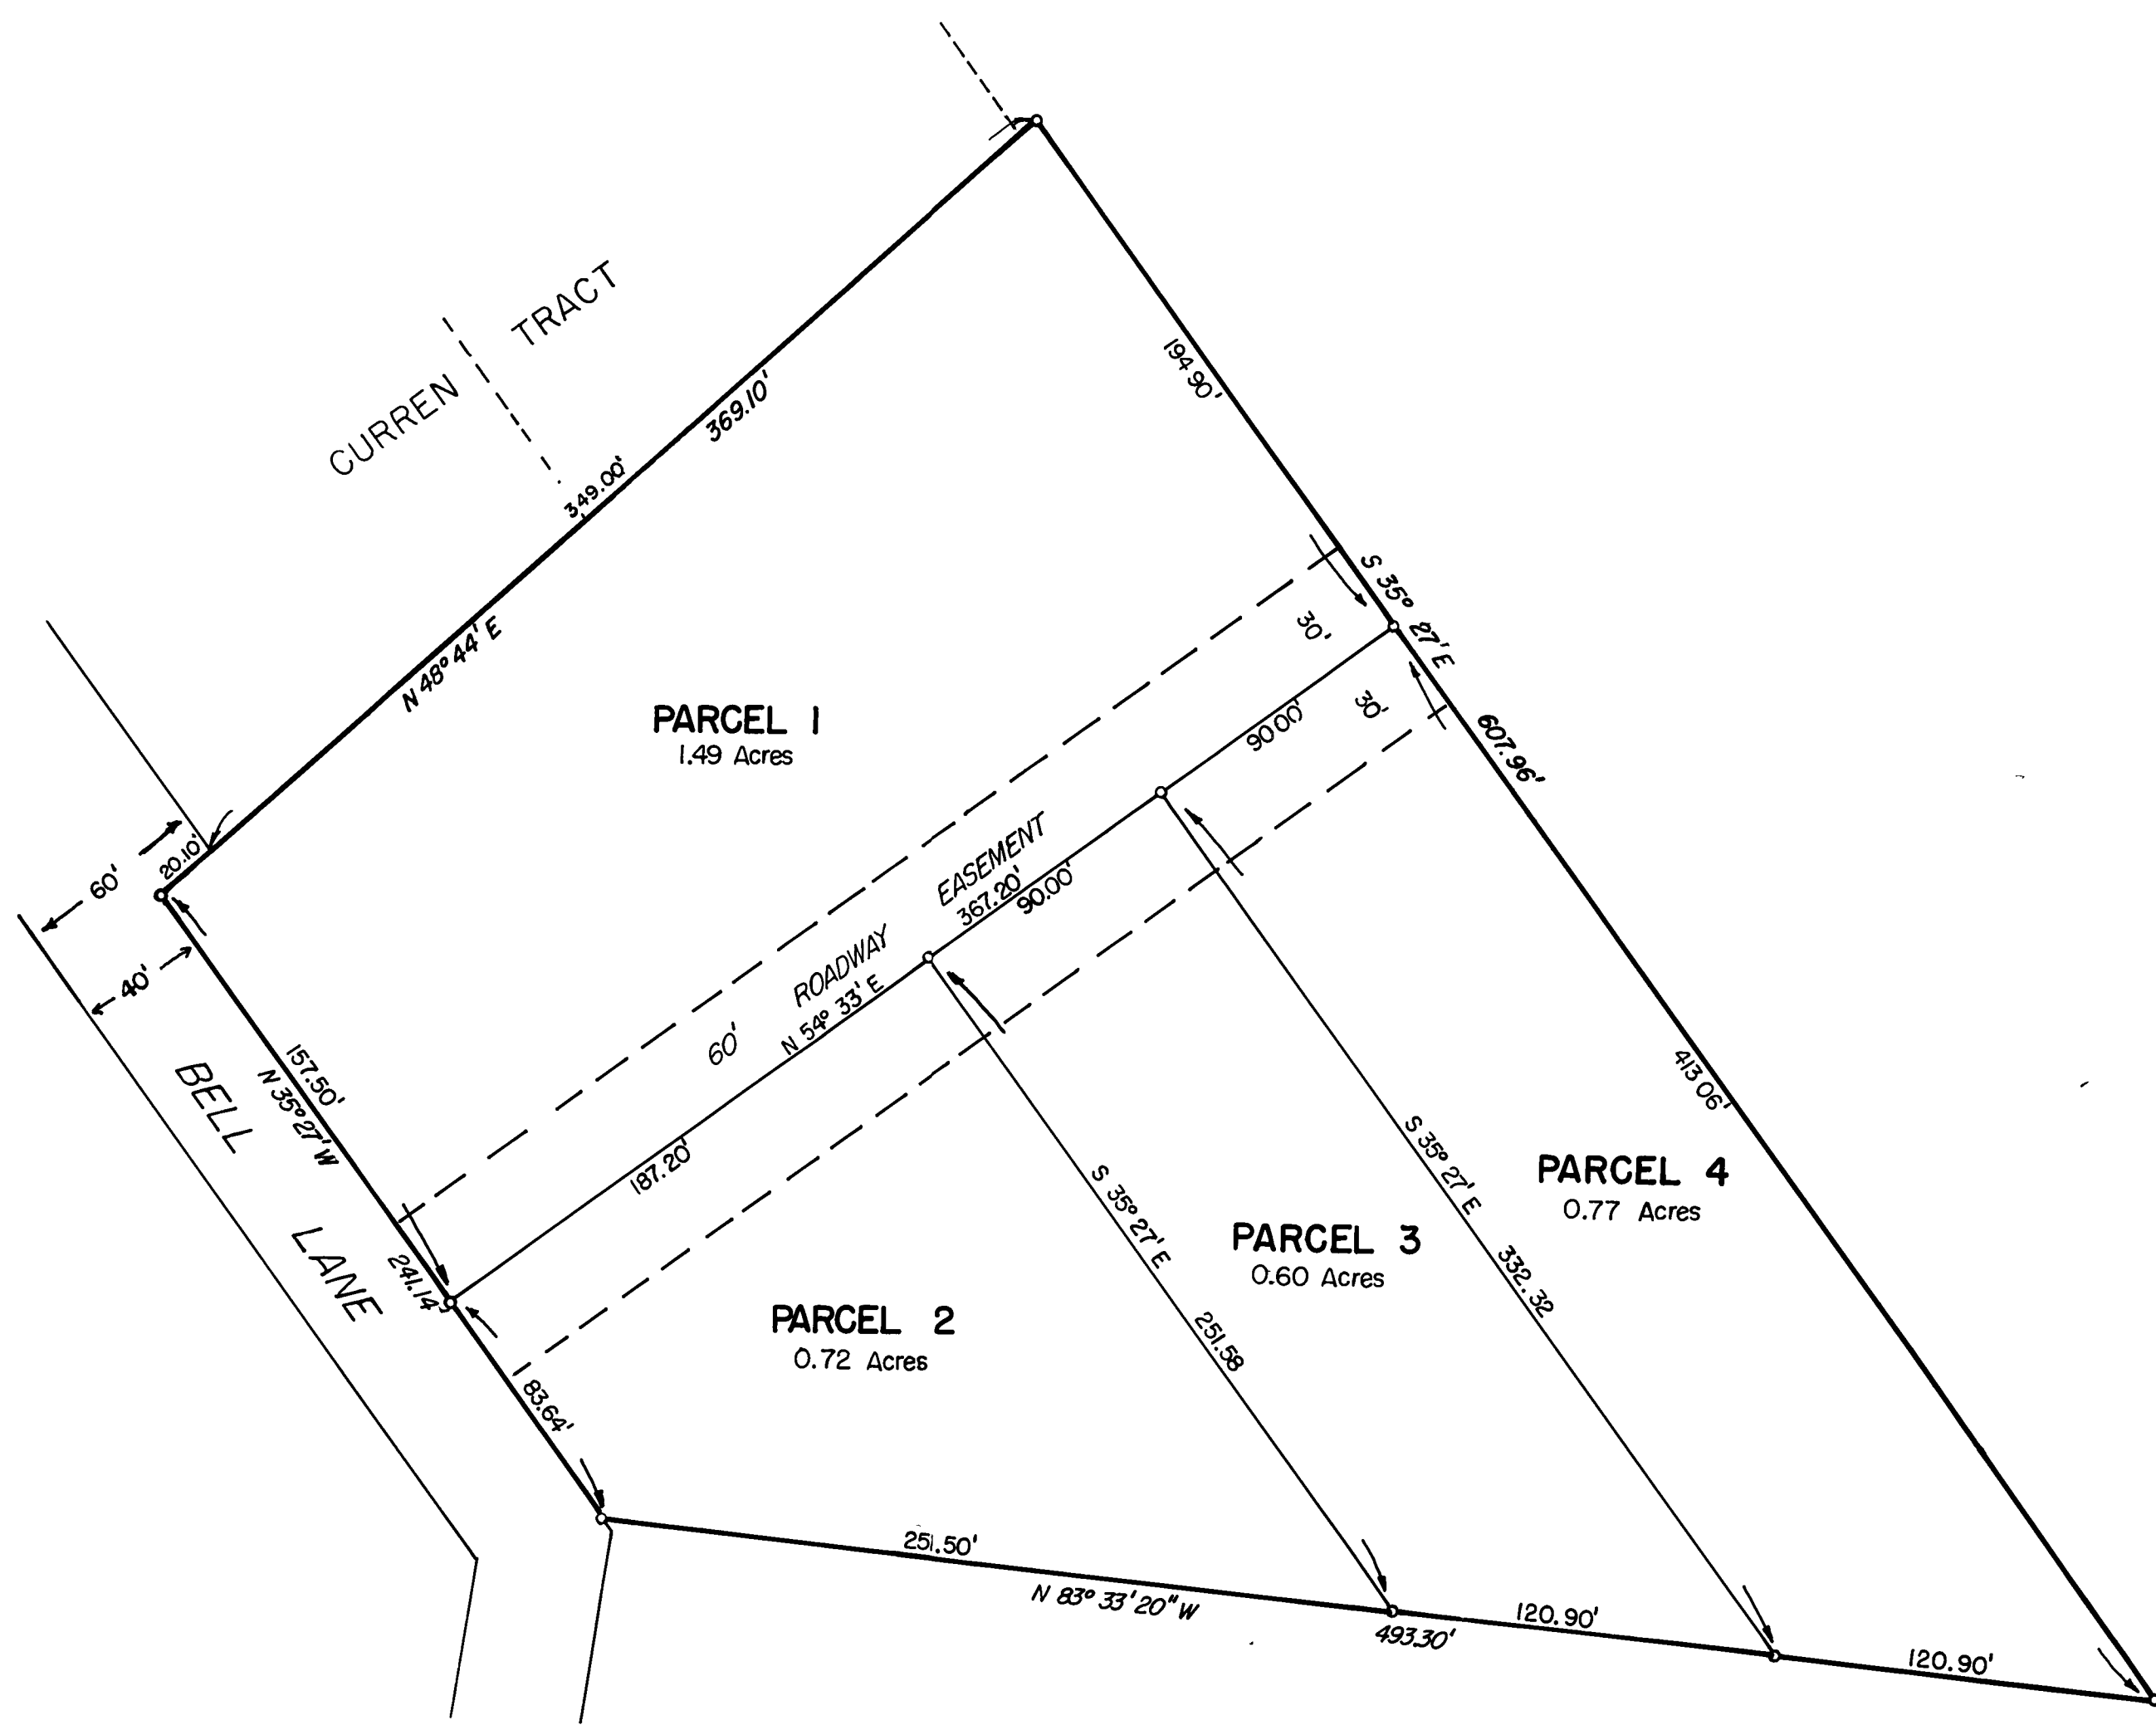 CURREN TRACT
369.10'
349.00'
N 48° 44' E
194.90'
S 35° 27' E
607.96'
30'
30'
PARCEL 1
1.49 Acres
90.00'
20.10'
60'
40'
EASEMENT
367.20'
90.00'
ROADWAY
N 54° 33' E
60'
157.50'
N 35° 27' W
BELL
LANE
187.20'
241.14'
83.64'
413.06'
S 35° 27' E
332.32
S 35° 27' E
251.58
PARCEL 4
0.77 Acres
PARCEL 3
0.60 Acres
PARCEL 2
0.72 Acres
251.50'
N 83° 33' 20" W
493.30'
120.90'
120.90'